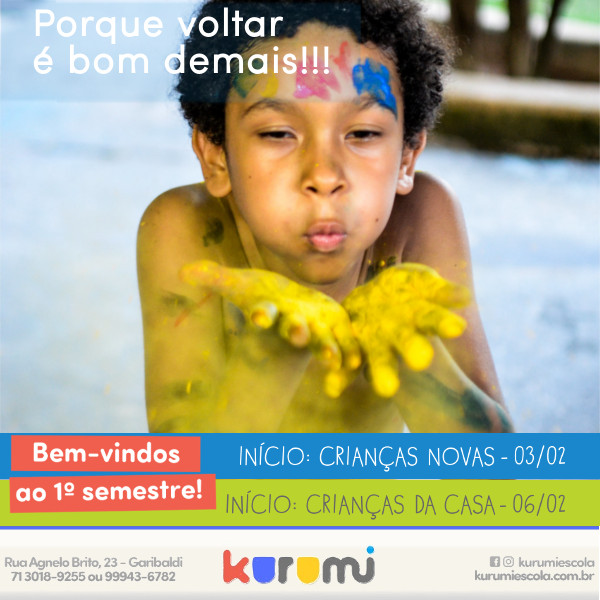 Porque voltar
é bom demais!!!
Bem-vindos
ao 1º semestre!
INÍCIO: CRIANÇAS NOVAS - 03/02
INÍCIO: CRIANÇAS DA CASA - 06/02
Rua Agnelo Brito, 23 - Garibaldi
71 3018-9255 ou 99943-6782
kurumi
kurumiescola
kurumiescola.com.br